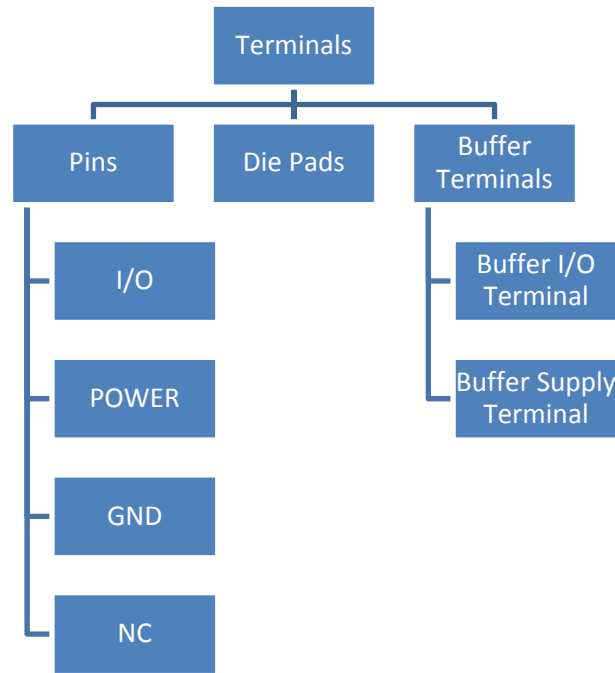 Terminals
Pins
Die Pads
Buffer
Terminals
I/O
POWER
GND
NC
Buffer I/O
Terminal
Buffer Supply
Terminal